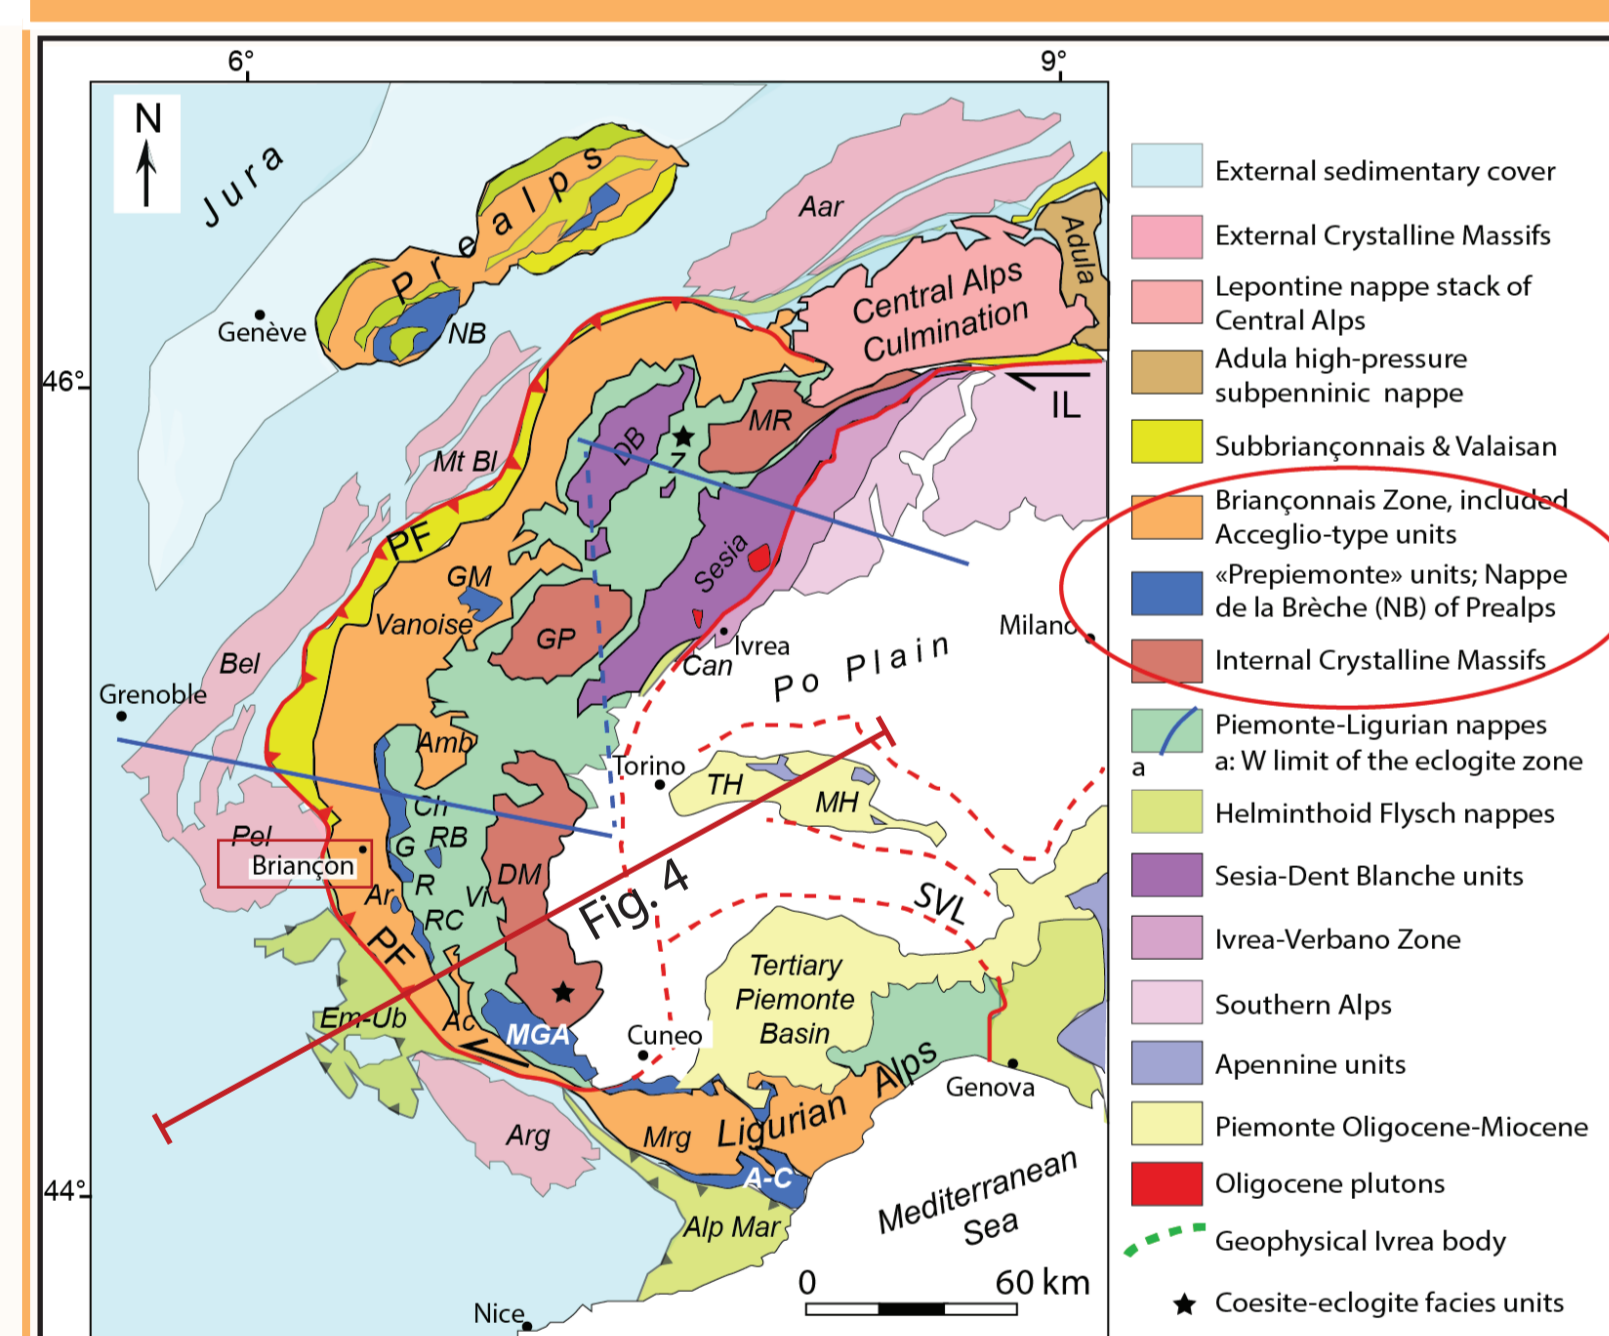 6°
9°
N
Jura
Prealps
Aar
Adula
Central Alps
Culmination
Genève
NB
46°
IL
MR
DB
Mt Bl
Z
PF
Sesia
GM
Vanoise
GP
Ivrea
Can
Milano
Po Plain
Bel
Grenoble
Amb
Torino
TH
MH
Ch
Pel
G
RB
Briançon
DM
R
Ar
Vi
Fig. 4
SVL
RC
PF
Tertiary
Piemonte
Basin
Em-Ub
Ac
MGA
Cuneo
Genova
Ligurian Alps
Arg
Mrg
A-C
44°
Mediterranean
Sea
Alp Mar
0
60 km
Nice
External sedimentary cover
External Crystalline Massifs
Lepontine nappe stack of
Central Alps
Adula high-pressure
subpenninic nappe
Subbriançonnais & Valaisan
Briançonnais Zone, included
Acceglio-type units
«Prepiemonte» units; Nappe
de la Brèche (NB) of Prealps
Internal Crystalline Massifs
Piemonte-Ligurian nappes
a
a: W limit of the eclogite zone
Helminthoid Flysch nappes
Sesia-Dent Blanche units
Ivrea-Verbano Zone
Southern Alps
Apennine units
Piemonte Oligocene-Miocene
Oligocene plutons
Geophysical Ivrea body
Coesite-eclogite facies units